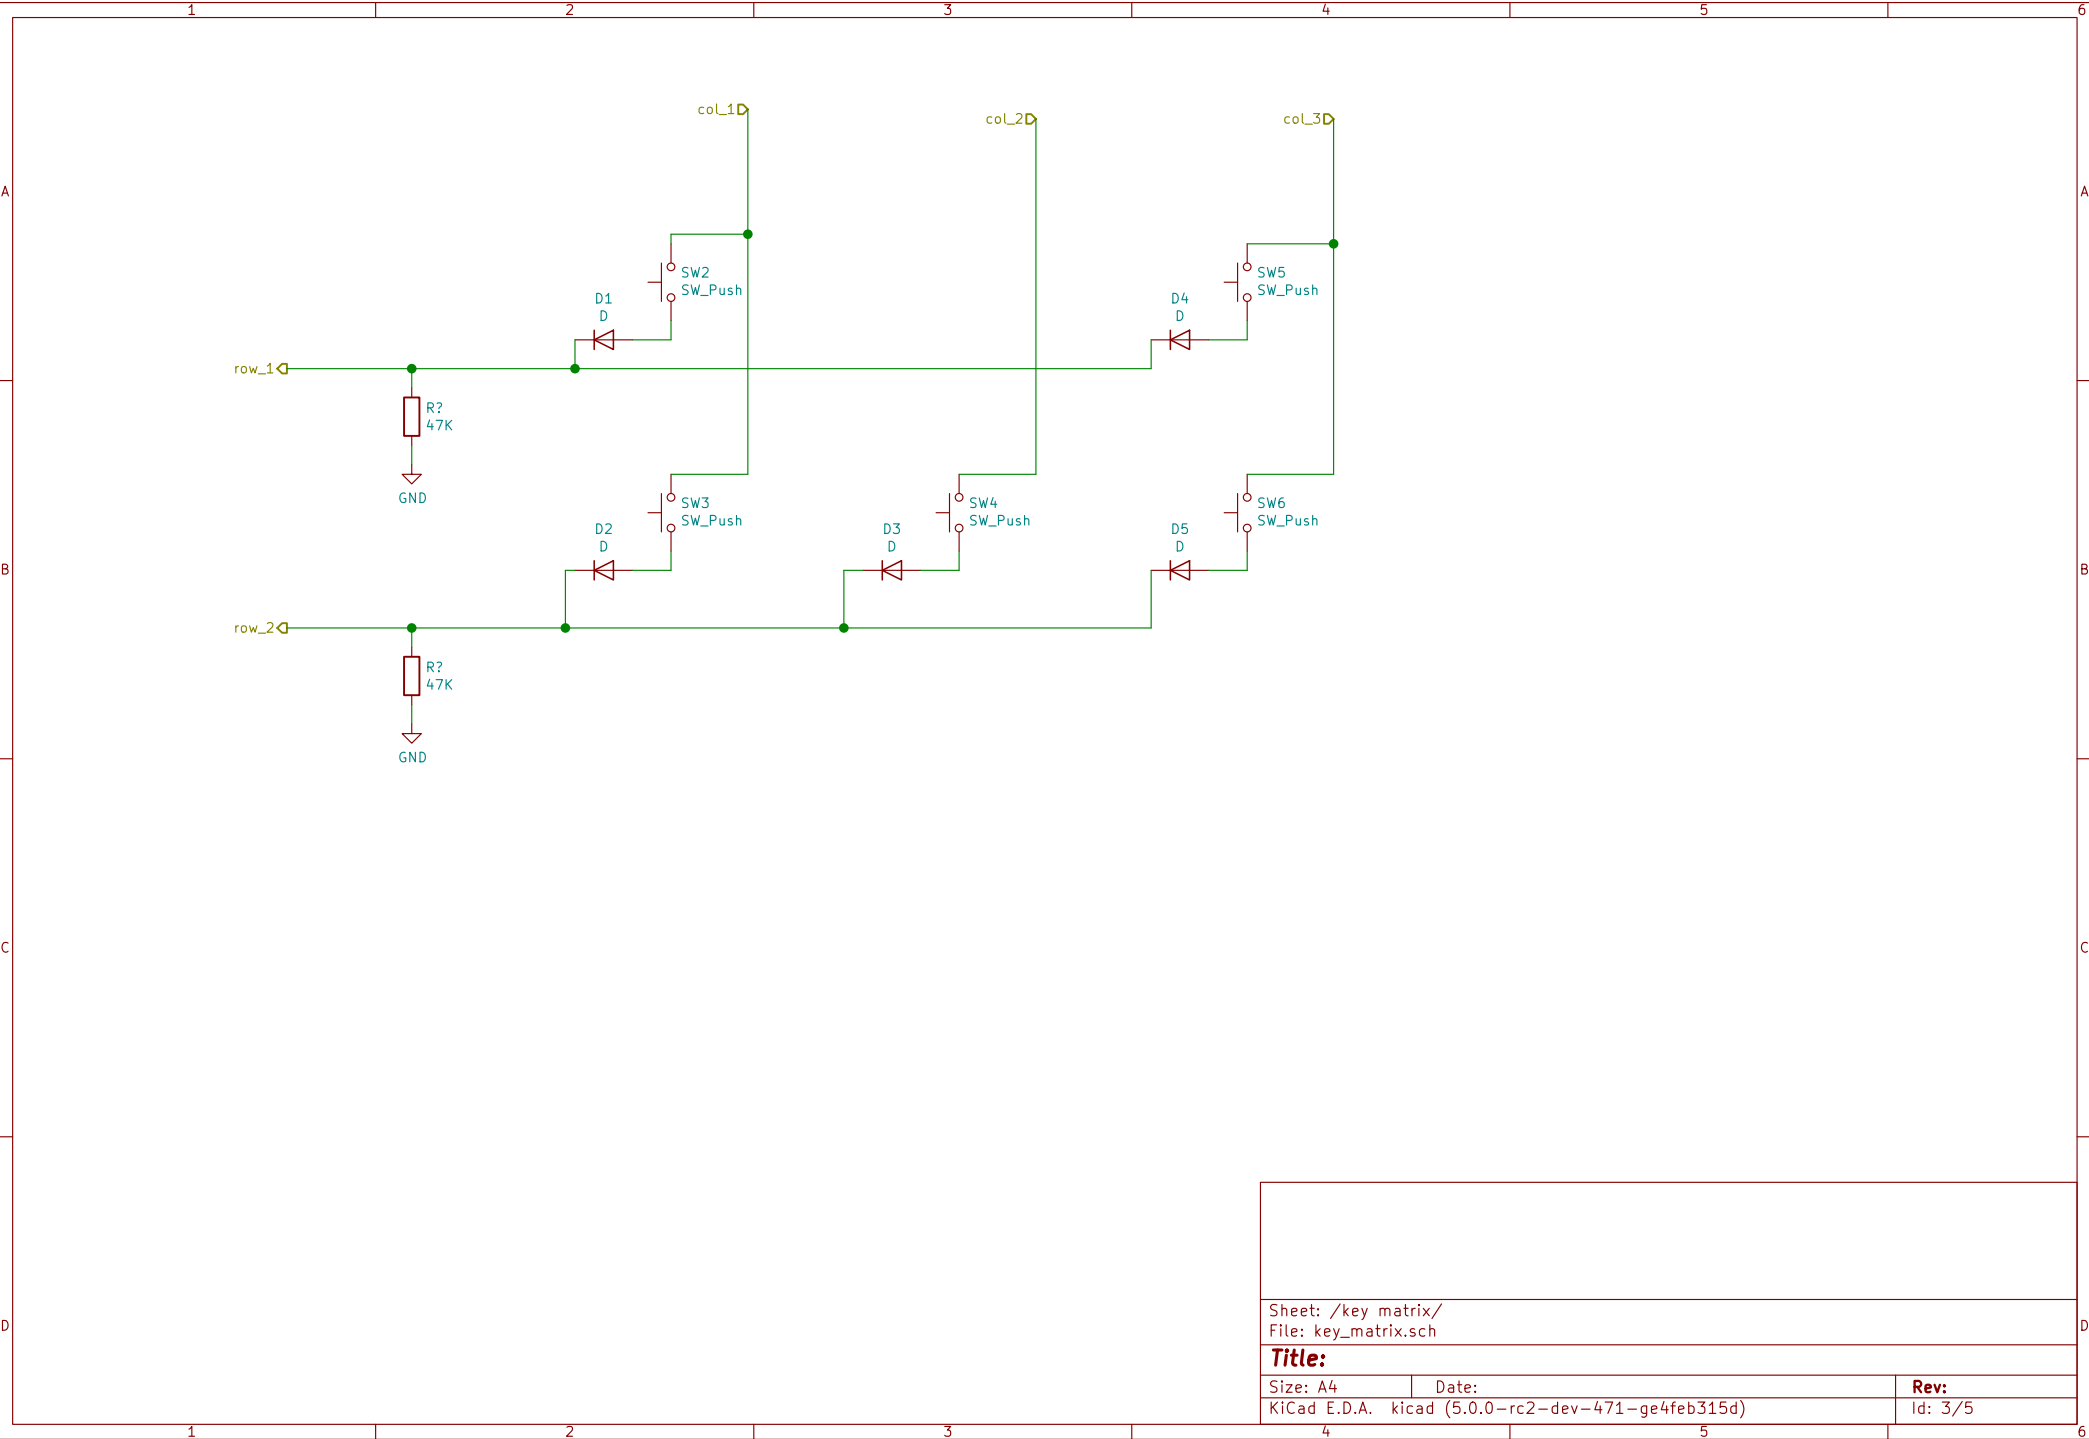 1 2 3 4 5 6
col_1
col_2
col_3
A A
SW2
SW_Push
SW5
SW_Push
D1
D
D4
D
row_1
R?
47K
GND
SW3
SW_Push
SW4
SW_Push
SW6
SW_Push
D2
D
D3
D
D5
D
B B
row_2
R?
47K
GND
C C
Sheet: /key matrix/
File: key_matrix.sch
D D
Title:
Size: A4 Date: Rev:
KiCad E.D.A. kicad (5.0.0-rc2-dev-471-ge4feb315d) Id: 3/5
1 2 3 4 5 6